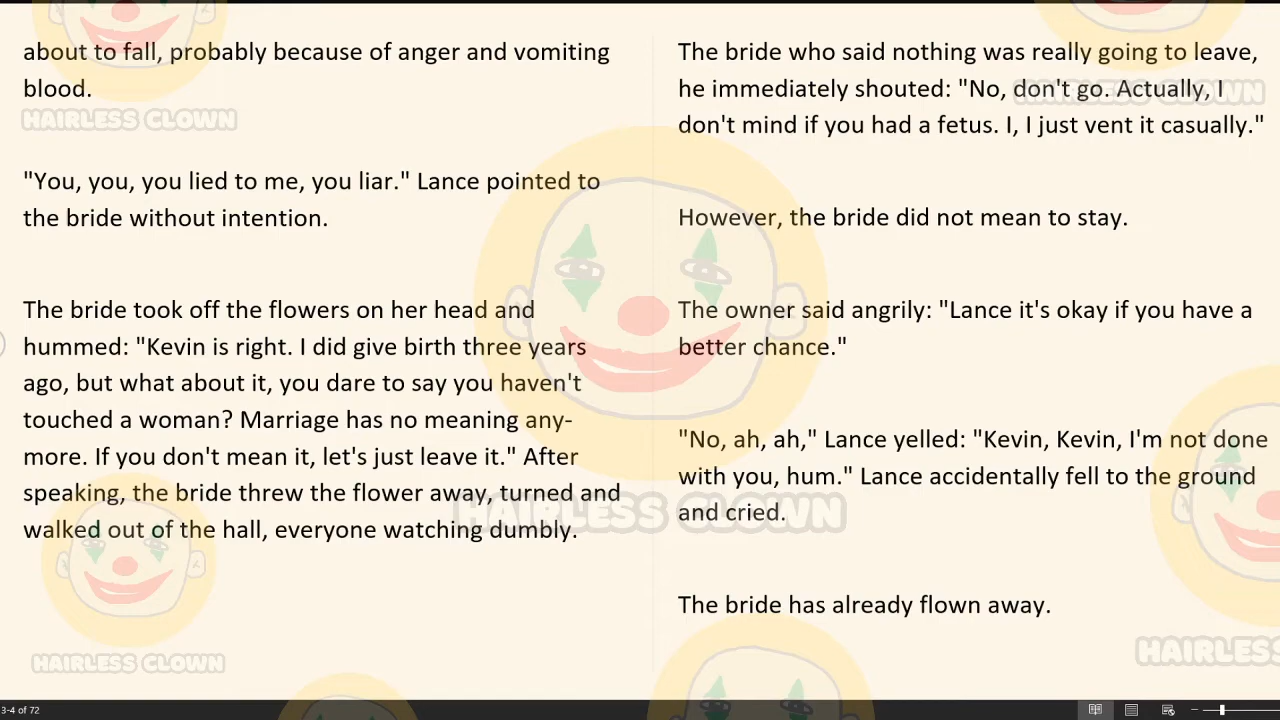 about to fall, probably because of anger and vomiting
blood.
HAIRLESS CLOWN
"You, you, you lied to me, you liar." Lance pointed to
the bride without intention.
The bride took off the flowers on her head and
hummed: "Kevin is right. I did give birth three years
ago, but what about it, you dare to say you haven't
touched a woman? Marriage has no meaning any-
more. If you don't mean it, let's just leave it." After
speaking, the bride threw the flower away, turned and
walked out of the hall, everyone watching dumbly.
HAIRLESS CLOWN
HAIRLESS CLOWN
The bride who said nothing was really going to leave,
he immediately shouted: "No, don't go. Actually, I
don't mind if you had a fetus. I, I just vent it casually."
HAIRLESS CLOWN
However, the bride did not mean to stay.
The owner said angrily: "Lance it's okay if you have a
better chance."
"No, ah, ah," Lance yelled: "Kevin, Kevin, I'm not done
with you, hum." Lance accidentally fell to the ground
and cried.
The bride has already flown away.
HAIRLESS
3-4 of 72